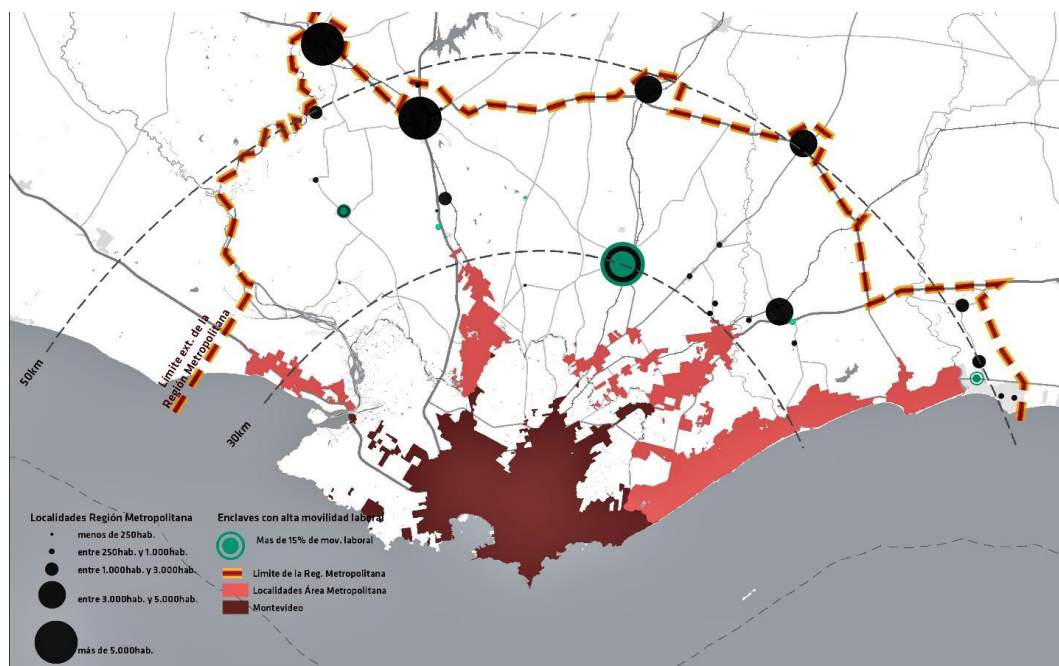 50km
30km
Límite ext. de la
Región Metropolitana
Localidades Región Metropolitana
menos de 250hab.
entre 250hab. y 1.000hab.
entre 1.000hab. y 3.000hab.
entre 3.000hab. y 5.000hab.
más de 5.000hab.
Enclaves con alta movilidad laboral
Mas de 15% de mov. laboral
Limite de la Reg. Metropolitana
Localidades Área Metropolitana
Montevideo